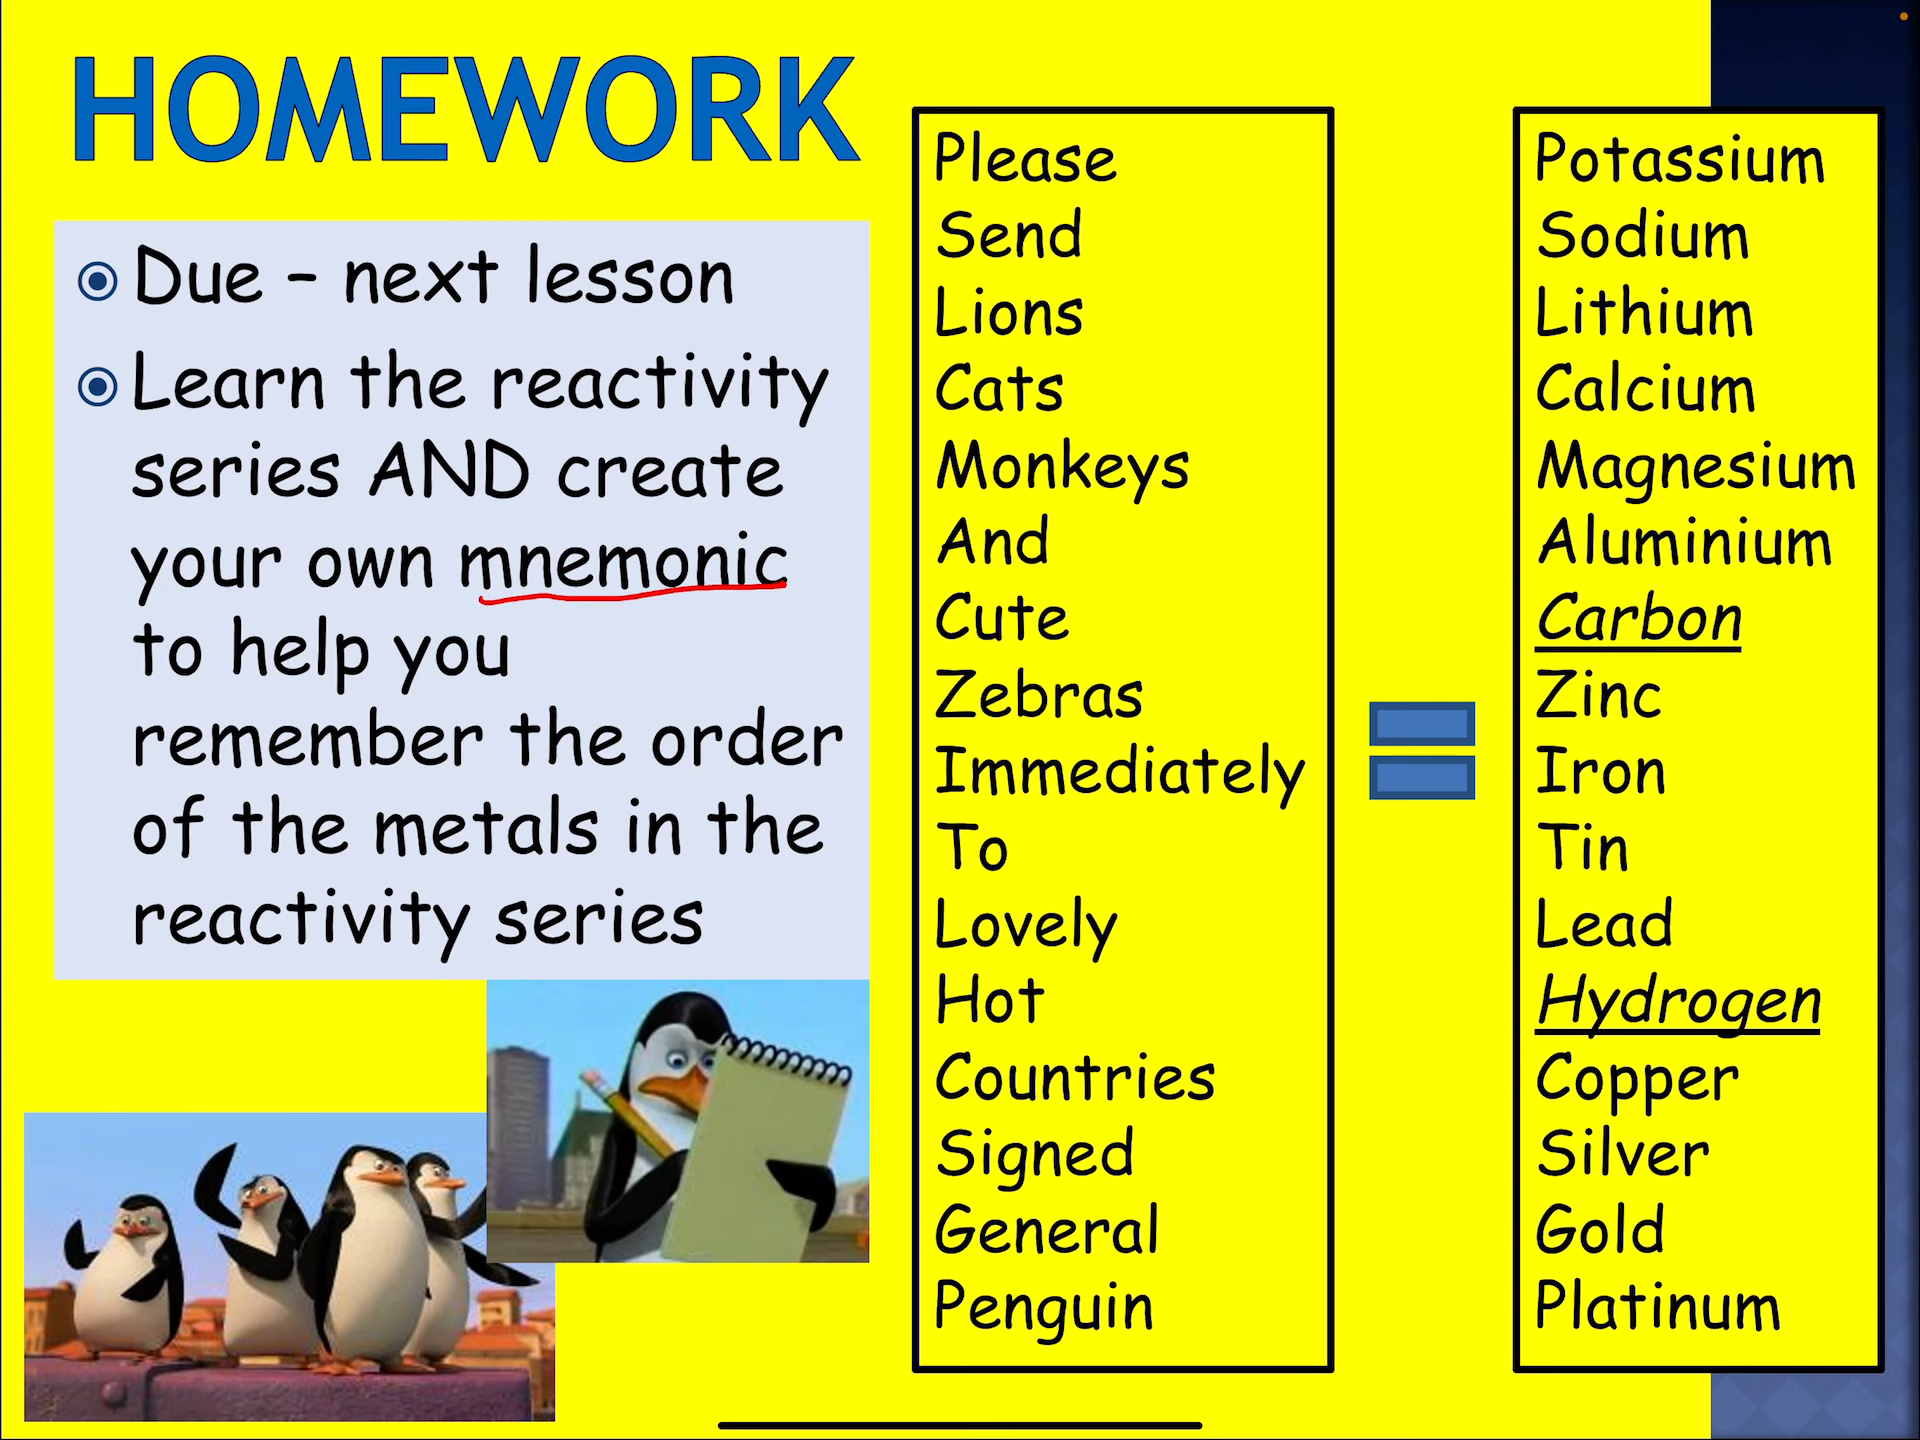 HOMEWORK
Due – next lesson
Learn the reactivity
series AND create
your own mnemonic
to help you
remember the order
of the metals in the
reactivity series
Please
Send
Lions
Cats
Monkeys
And
Cute
Zebras
Immediately
To
Lovely
Hot
Countries
Signed
General
Penguin
Potassium
Sodium
Lithium
Calcium
Magnesium
Aluminium
Carbon
Zinc
Iron
Tin
Lead
Hydrogen
Copper
Silver
Gold
Platinum